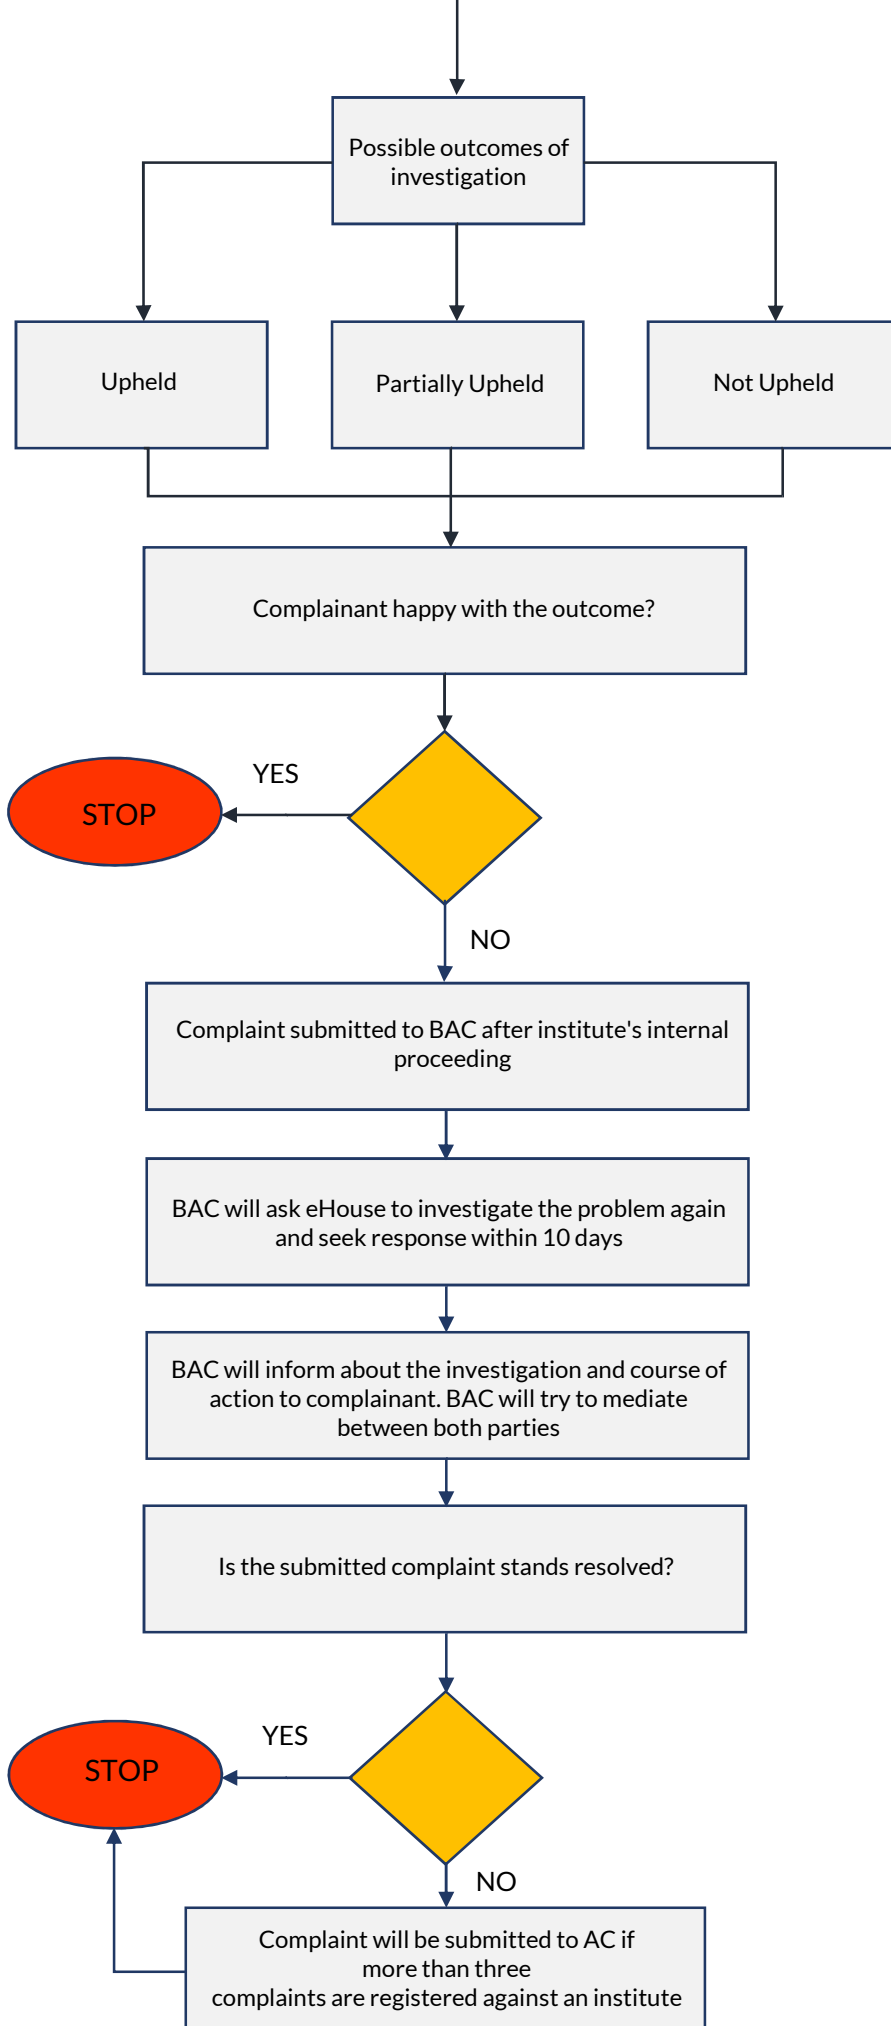 Possible outcomes of
investigation
Upheld
Partially Upheld
Not Upheld
Complainant happy with the outcome?
YES
STOP
NO
Complaint submitted to BAC after institute's internal
proceeding
BAC will ask eHouse to investigate the problem again
and seek response within 10 days
BAC will inform about the investigation and course of
action to complainant. BAC will try to mediate
between both parties
Is the submitted complaint stands resolved?
YES
STOP
NO
Complaint will be submitted to AC if
more than three
complaints are registered against an institute